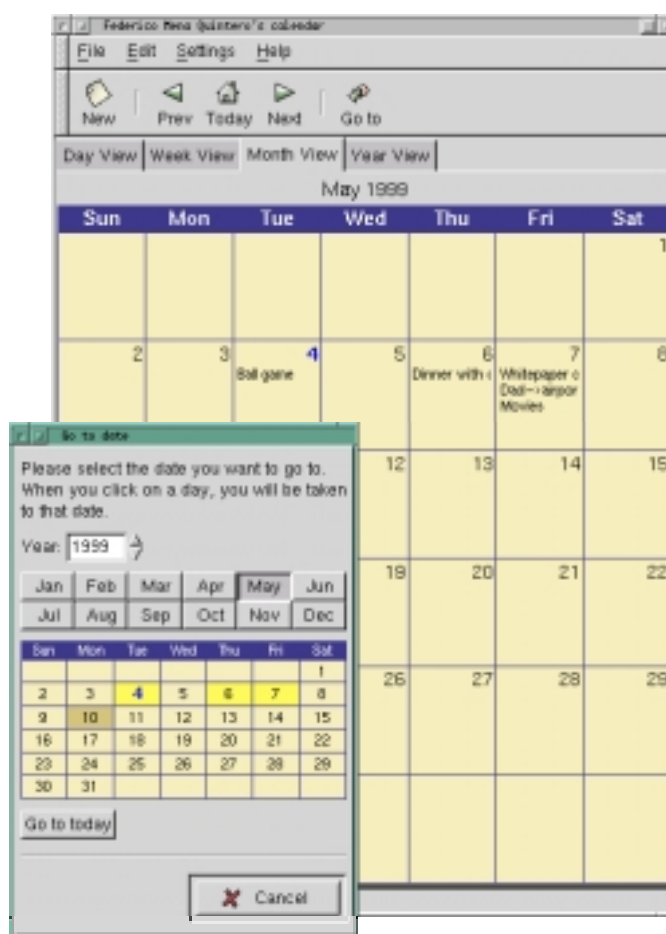 Federico Mena Quintero's calendar
File Edit Settings Help
New Prev Today Next Go to
Day View Week View Month View Year View
May 1999
Sun Mon Tue Wed Thu Fri Sat
1
2 3 4 5 6 7 8
Ball game Dinner with Whitepaper
Movies
12 13 14 15
19 20 21 22
26 27 28 29
Go to date
Please select the date you want to go to.
When you click on a day, you will be taken
to that date.
Year: 1999
Jan Feb Mar Apr May Jun
Jul Aug Sep Oct Nov Dec
Sun Mon Tue Wed Thu Fri Sat
1
2 3 4 5 6 7 8
9 10 11 12 13 14 15
16 17 18 19 20 21 22
23 24 25 26 27 28 29
30 31
Go to today
Cancel